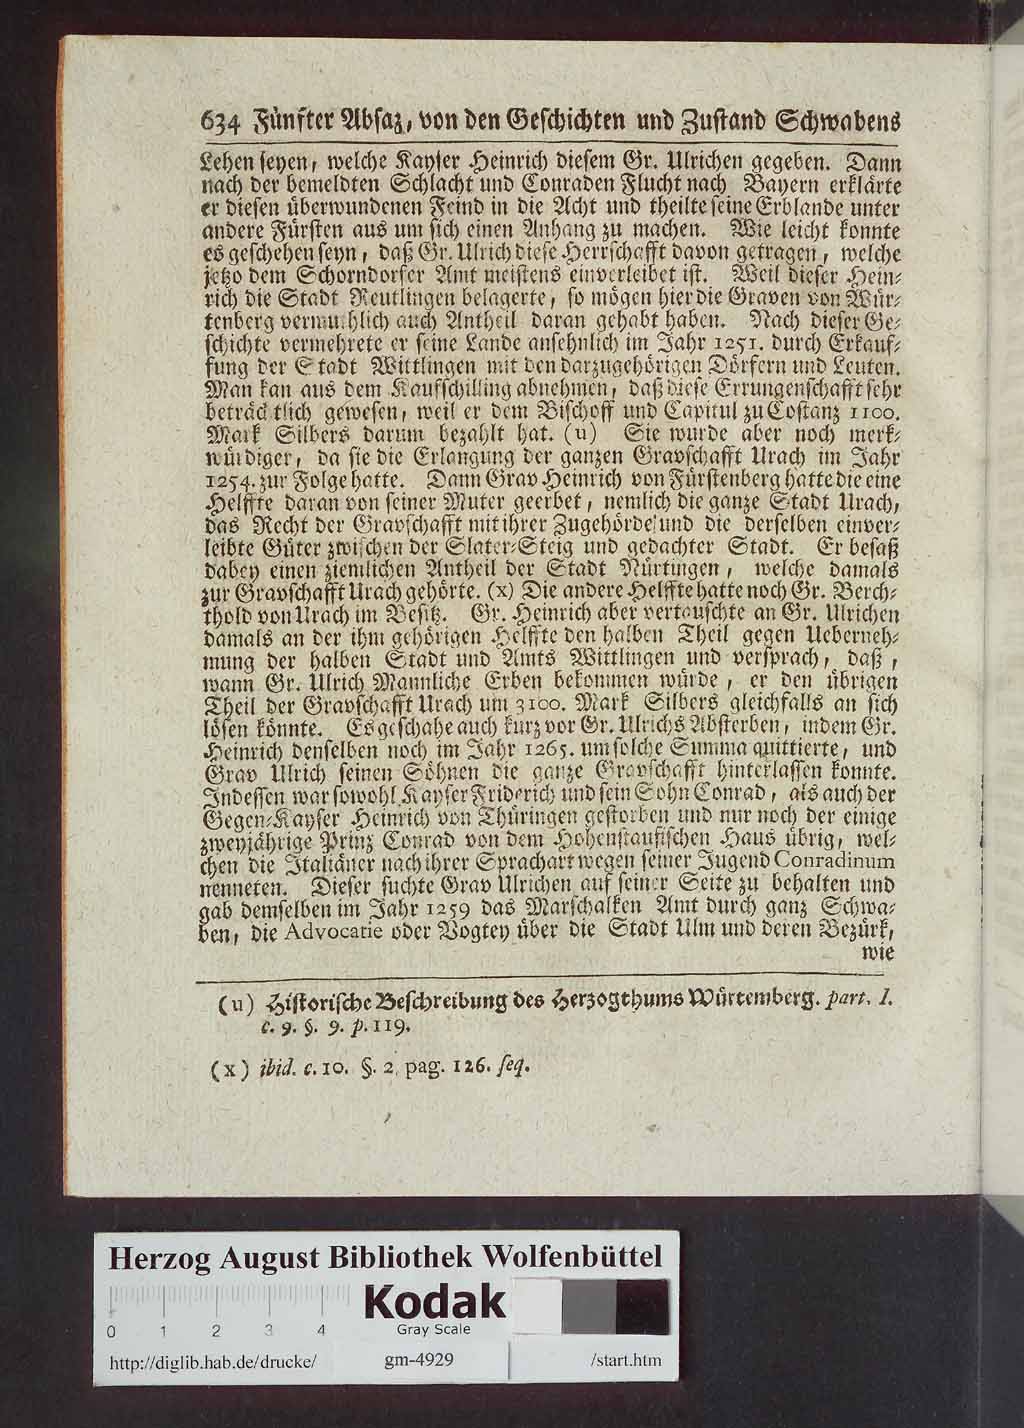 634 Fünfter Absaz, von den Geschichten und Zustand Schwabens
Lehen seyen, welche Kayser Heinrich diesem Gr. Ulrichen gegeben. Dann
nach der bemeldten Schlacht und Conraden Flucht nach Bayern erklärte
er diesen überwundenen Feind in die Acht und theilte seine Erblande unter
andere Fürsten aus um sich einen Anhang zu machen. Wie leicht konnte
es geschehen seyn, daß Gr. Ulrich diese Herrschafft davon getragen, welche
jetzo dem Schorndorfer Amt meistens einverleibet ist. Weil dieser Hein-
rich die Stadt Reutlingen belagerte, so mögen hier die Graven von Wür-
tenberg vermuthlich auch Antheil daran gehabt haben. Nach dieser Ge-
schichte vermehrete er seine Lande ansehnlich im Jahr 1251. durch Erkauf-
fung der Stadt Wittlingen mit den darzugehörigen Dörfern und Leuten.
Man kan aus dem Kaufschilling abnehmen, daß diese Errungenschafft sehr
beträchtlich gewesen, weil er dem Bischoff und Capitul zu Costanz 1100.
Mark Silbers darum bezahlt hat. (u) Sie wurde aber noch merk-
würdiger, da sie die Erlangung der ganzen Gravschafft Urach im Jahr
1254. zur Folge hatte. Dann Grav Heinrich von Fürstenberg hatte die eine
Helffte daran von seiner Muter geerbet, nemlich die ganze Stadt Urach,
das Recht der Gravschafft mit ihrer Zugehörde und die derselben einver-
leibte Güter zwischen der Slater-Steig und gedachter Stadt. Er besaß
dabey einen ziemlichen Antheil der Stadt Nürtingen, welche damals
zur Gravschafft Urach gehörte. (x) Die andere Helffte hatte noch Gr. Berch-
thold von Urach im Besitz. Gr. Heinrich aber vertauschte an Gr. Ulrichen
damals an der ihm gehörigen Helffte den halben Theil gegen Ueberneh-
mung der halben Stadt und Amts Wittlingen und versprach, daß,
wann Gr. Ulrich Mannliche Erben bekommen würde, er den übrigen
Theil der Gravschafft Urach um 3100. Mark Silbers gleichfalls an sich
lösen könnte. Es geschahe auch kurz vor Gr. Ulrichs Absterben, indem Gr.
Heinrich denselben noch im Jahr 1265. um solche Summa quittierte, und
Grav Ulrich seinen Söhnen die ganze Gravschafft hinterlassen konnte.
Indessen war sowohl Kayser Friderich und sein Sohn Conrad, als auch der
Gegen-Kayser Heinrich von Thüringen gestorben und nur noch der einige
zweyjährige Prinz Conrad von dem Hohenstaufischen Haus übrig, wel-
chen die Italiäner nach ihrer Sprachart wegen seiner Jugend Conradinum
nenneten. Dieser suchte Grav Ulrichen auf seiner Seite zu behalten und
gab demselben im Jahr 1259 das Marschalken Amt durch ganz Schwa-
ben, die Advocatie oder Vogtey über die Stadt Ulm und deren Bezürk,
wie
(u) Historische Beschreibung des Herzogthums Würtemberg. part. I.
c. 9. §. 9. p. 119.
(x) ibid. c. 10. §. 2. pag. 126. seq.
Herzog August Bibliothek Wolfenbüttel
Kodak
Gray Scale
0 1 2 3 4
http://diglib.hab.de/drucke/ gm-4929 /start.htm